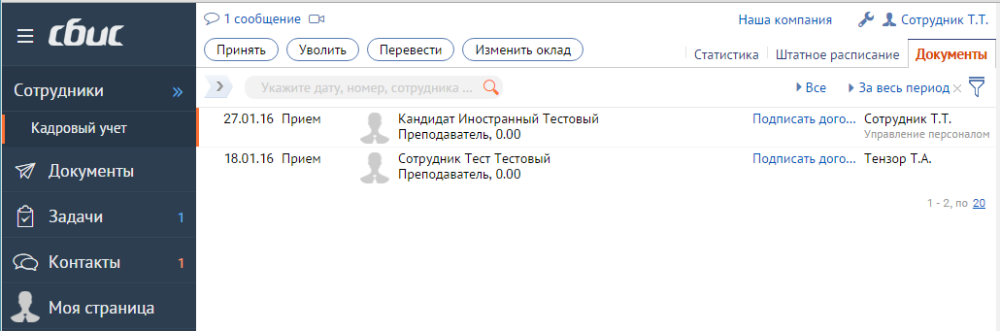 1 сообщение
Наша компания
Сотрудник Т.Т.
сбис
Принять
Уволить
Перевести
Изменить оклад
Статистика
Штатное расписание
Документы
Сотрудники
Укажите дату, номер, сотрудника ...
Все
За весь период
Кадровый учет
27.01.16 Прием Кандидат Иностранный Тестовый Подписать дого... Сотрудник Т.Т.
Преподаватель, 0.00 Управление персоналом
18.01.16 Прием Сотрудник Тест Тестовый Подписать дого... Тензор Т.А.
Преподаватель, 0.00
Документы
1 - 2, по 20
Задачи 1
Контакты 1
Моя страница